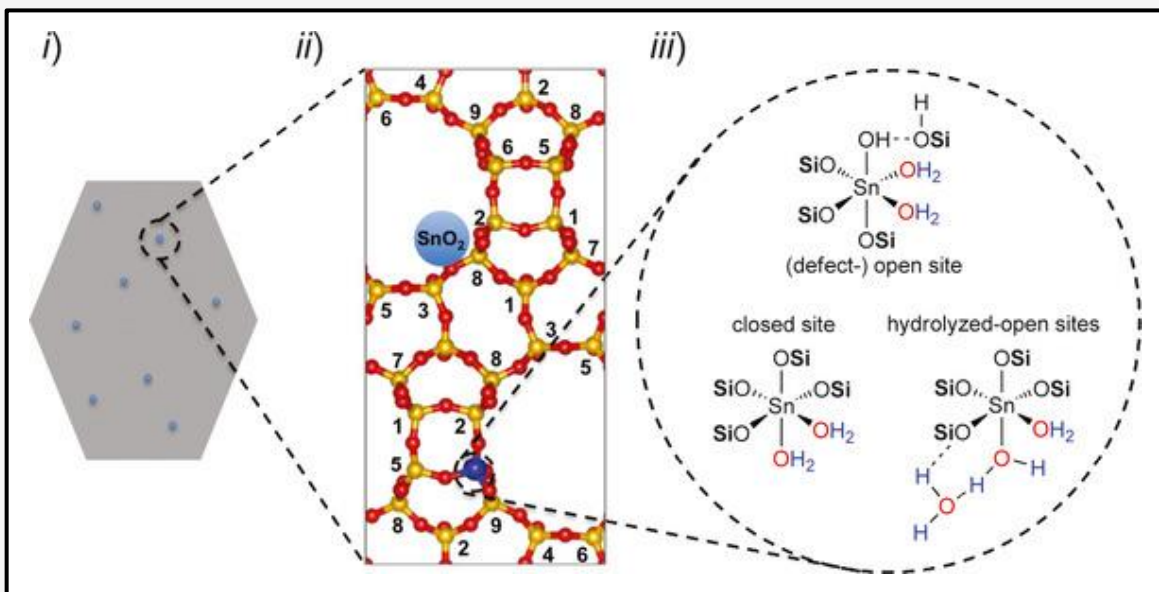 i)
ii)
4
2
6
9
8
6
5
2
1
SnO₂
7
8
5
3
1
3
5
7
8
1
2
5
8
9
2
4
6
iii)
H
OH
OSi
SiO
OH₂
Sn
SiO
OH₂
OSi
(defect-) open site
closed site
OSi
SiO
OSi
Sn
SiO
OH₂
OH₂
hydrolyzed-open sites
OSi
SiO
OSi
Sn
SiO
OH₂
O
H
H
H
O
H